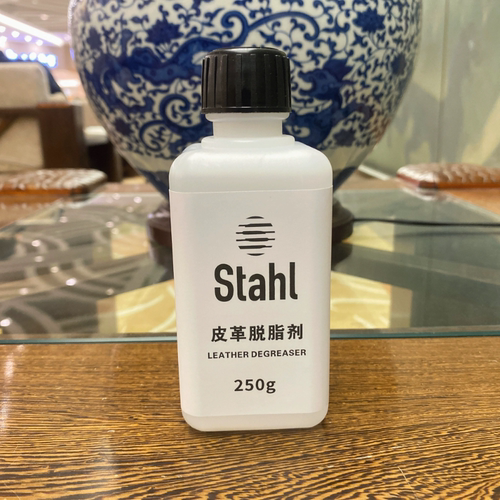 Stahl
皮革脱脂剂
LEATHER DEGREASER
250g